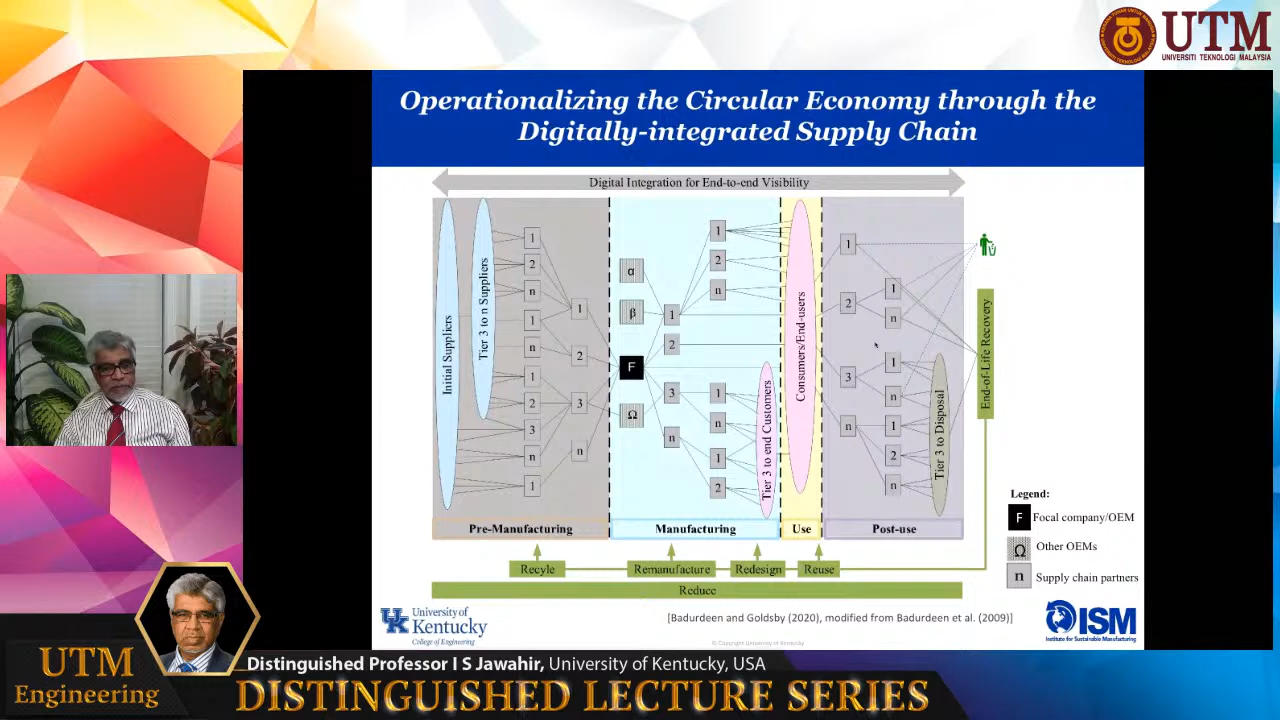 UTM
UNIVERSITI TEKNOLOGI MALAYSIA
Operationalizing the Circular Economy through the
Digitally-integrated Supply Chain
Digital Integration for End-to-end Visibility
Initial Suppliers
Tier 3 to n Suppliers
1
2
n
1
n
1
2
3
n
1
1
2
3
n
α
β
F
Ω
1
2
3
n
1
2
n
1
n
1
2
Tier 3 to end Customers
Consumers/End-users
1
2
3
n
1
n
1
n
1
2
n
Tier 3 to Disposal
End-of-Life Recovery
Pre-Manufacturing
Manufacturing
Use
Post-use
Recyle
Remanufacture
Redesign
Reuse
Reduce
Legend:
F Focal company/OEM
Ω Other OEMs
n Supply chain partners
UK University of
Kentucky
College of Engineering
[Badurdeen and Goldsby (2020), modified from Badurdeen et al. (2009)]
© Copyright University of Kentucky
ISM
Institute for Sustainable Manufacturing
UTM
Engineering
Distinguished Professor I S Jawahir, University of Kentucky, USA
DISTINGUISHED LECTURE SERIES